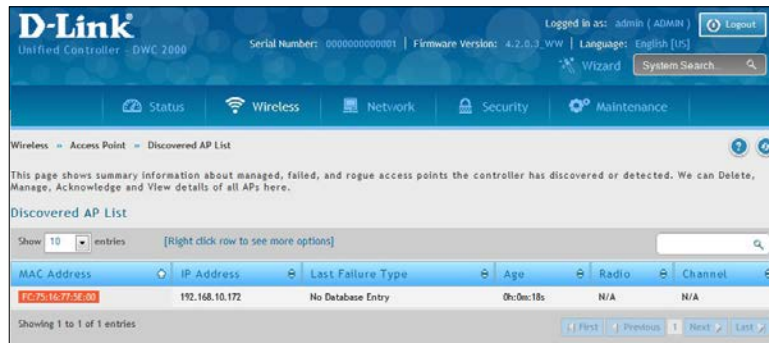 D-Link
Unified Controller - DWC 2000
Logged in as: admin ( ADMIN ) Logout
Serial Number: 0000000000001 | Firmware Version: 4.2.0.3_WW | Language: English [US]
Wizard System Search...
Status Wireless Network Security Maintenance
Wireless » Access Point » Discovered AP List
This page shows summary information about managed, failed, and rogue access points the controller has discovered or detected. We can Delete,
Manage, Acknowledge and View details of all APs here.
Discovered AP List
Show 10 entries [Right click row to see more options]
MAC Address IP Address Last Failure Type Age Radio Channel
FC:75:16:77:5E:00 192.168.10.172 No Database Entry 0h:0m:18s N/A N/A
Showing 1 to 1 of 1 entries First Previous 1 Next Last